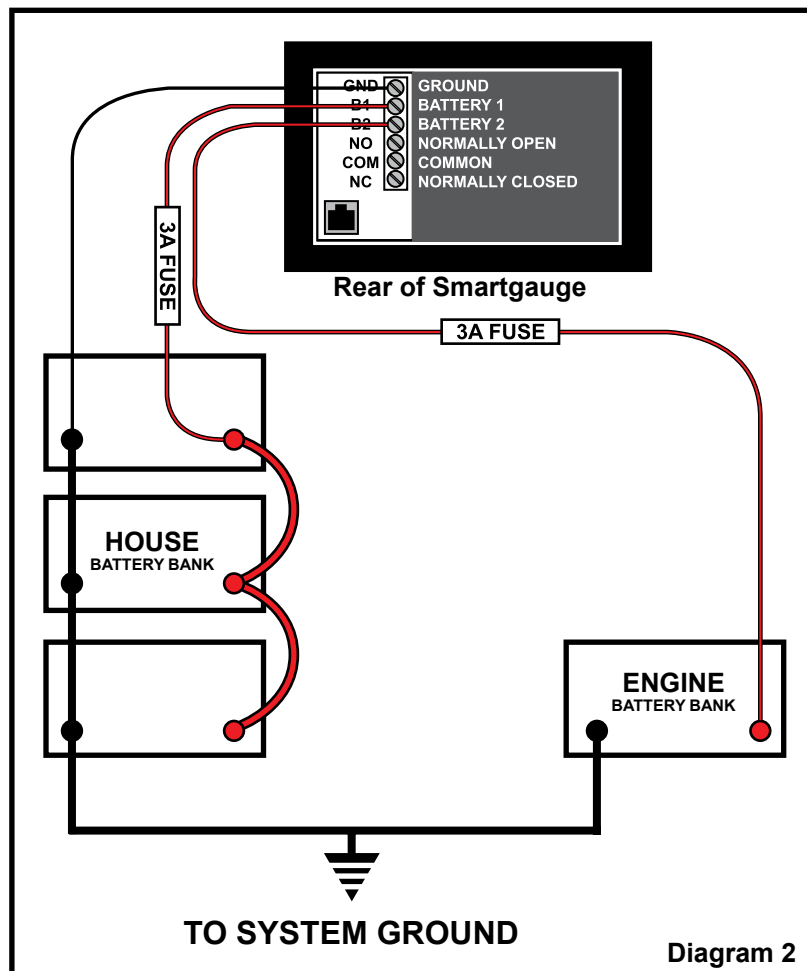 GND GROUND
B1 BATTERY 1
B2 BATTERY 2
NO NORMALLY OPEN
COM COMMON
NC NORMALLY CLOSED
Rear of Smartgauge
3A FUSE
3A FUSE
HOUSE
BATTERY BANK
ENGINE
BATTERY BANK
TO SYSTEM GROUND
Diagram 2